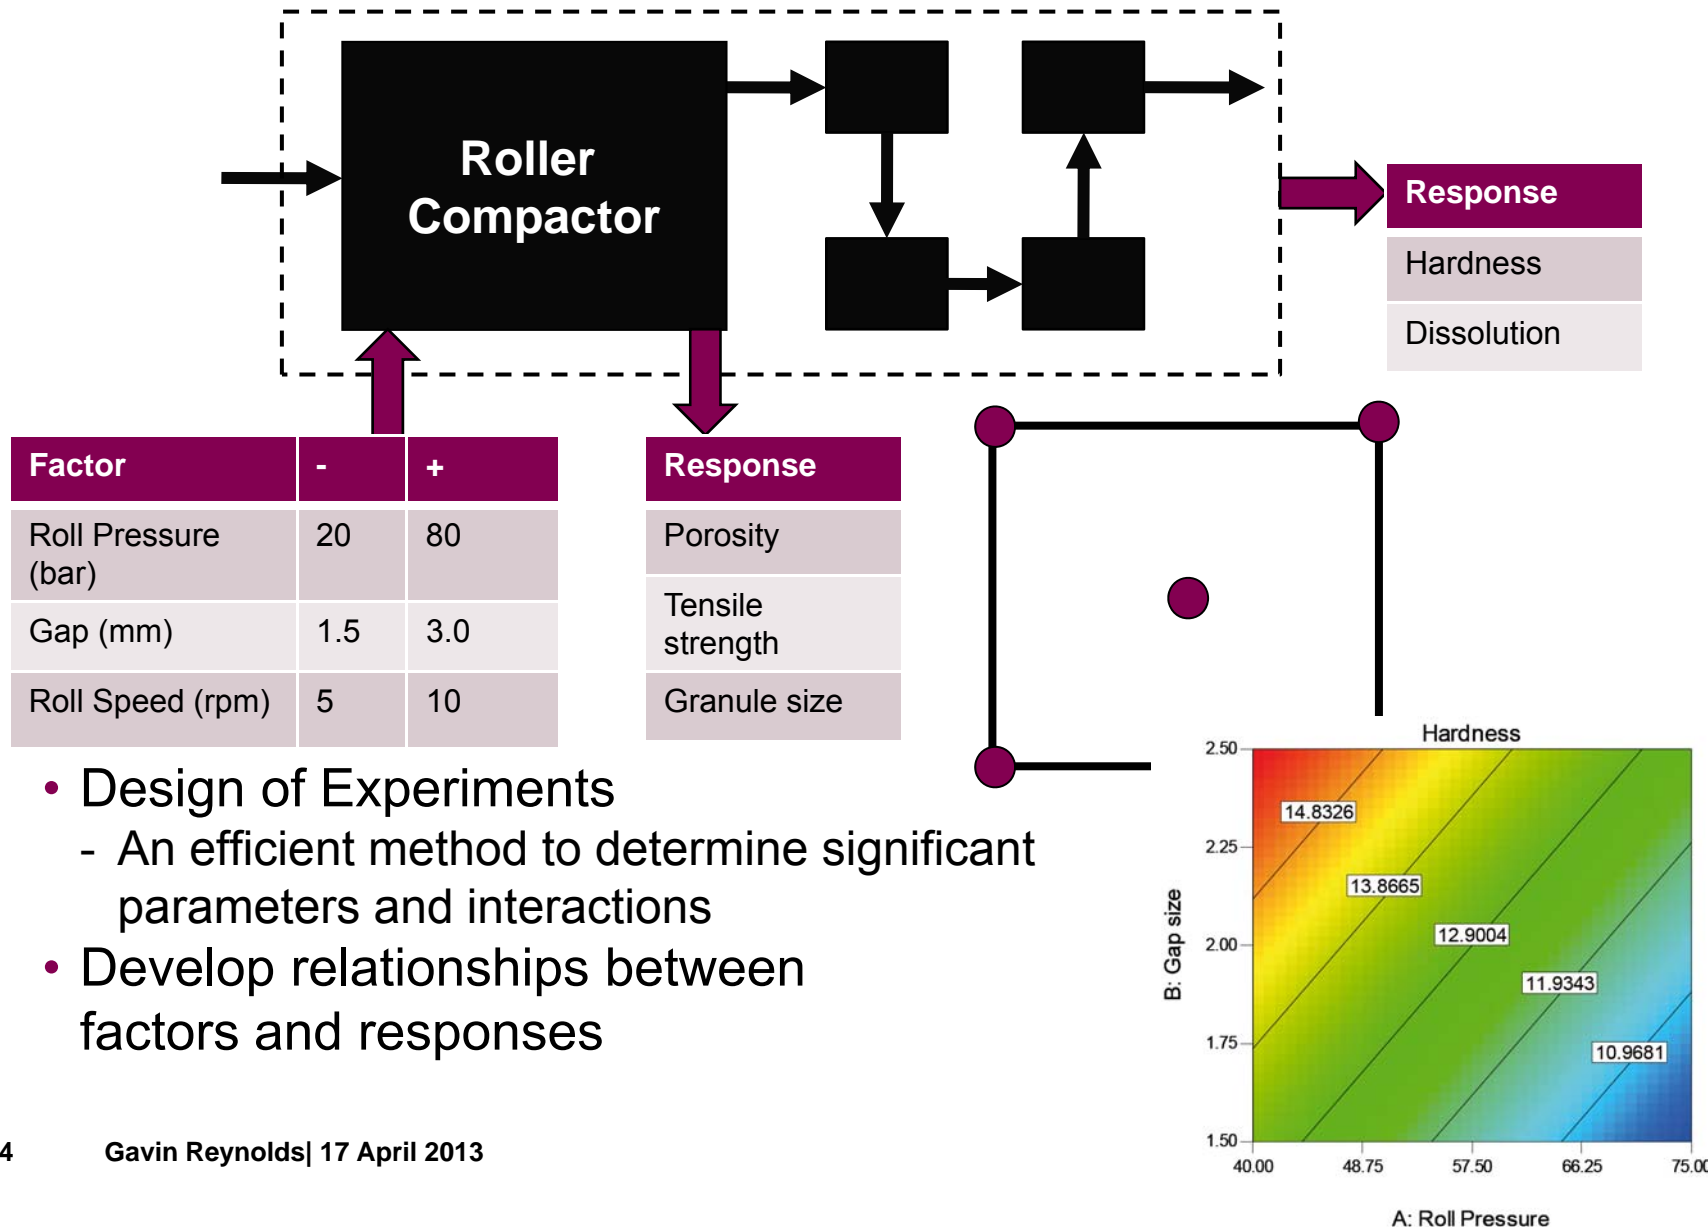 Roller
Compactor
Response
Hardness
Dissolution
Factor - +
Roll Pressure
(bar) 20 80
Gap (mm) 1.5 3.0
Roll Speed (rpm) 5 10
Response
Porosity
Tensile
strength
Granule size
• Design of Experiments
- An efficient method to determine significant
parameters and interactions
• Develop relationships between
factors and responses
Hardness
2.50
2.25
2.00
1.75
1.50
B: Gap size
14.8326
13.8665
12.9004
11.9343
10.9681
40.00 48.75 57.50 66.25 75.00
A: Roll Pressure
4 Gavin Reynolds| 17 April 2013